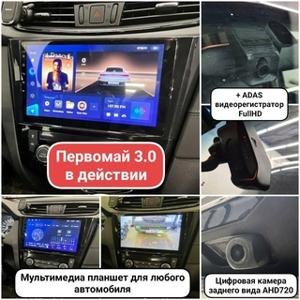 + ADAS
видеорегистратор
FullHD
Первомай 3.0
в действии
Мультимедиа планшет для любого
автомобиля
Цифровая камера
заднего вида AHD720